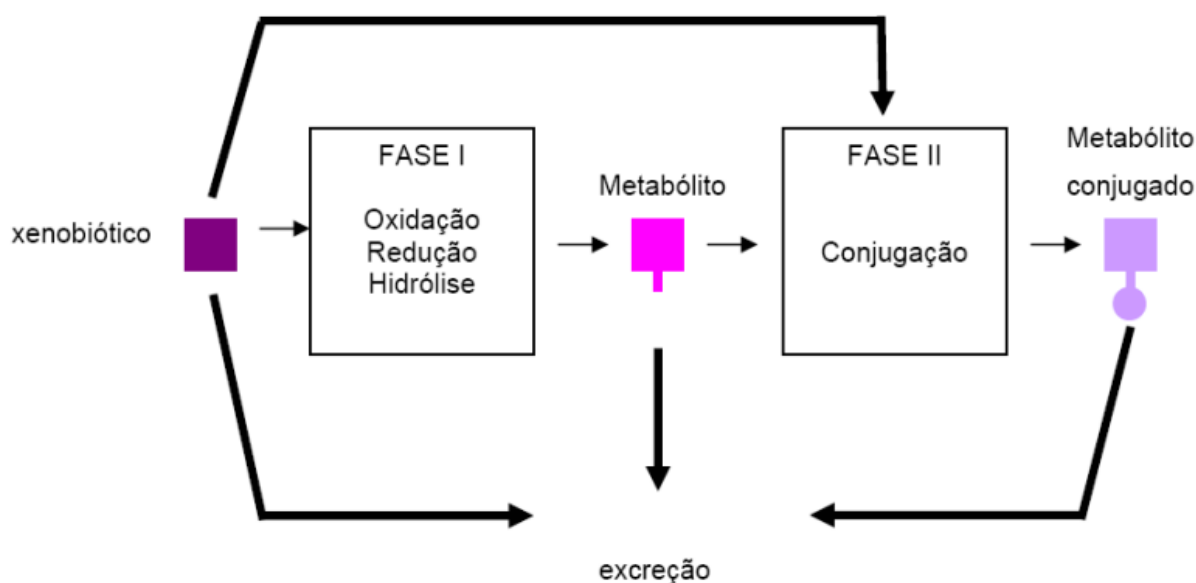 xenobiótico
FASE I
Oxidação
Redução
Hidrólise
Metabólito
FASE II
Conjugação
Metabólito
conjugado
excreção